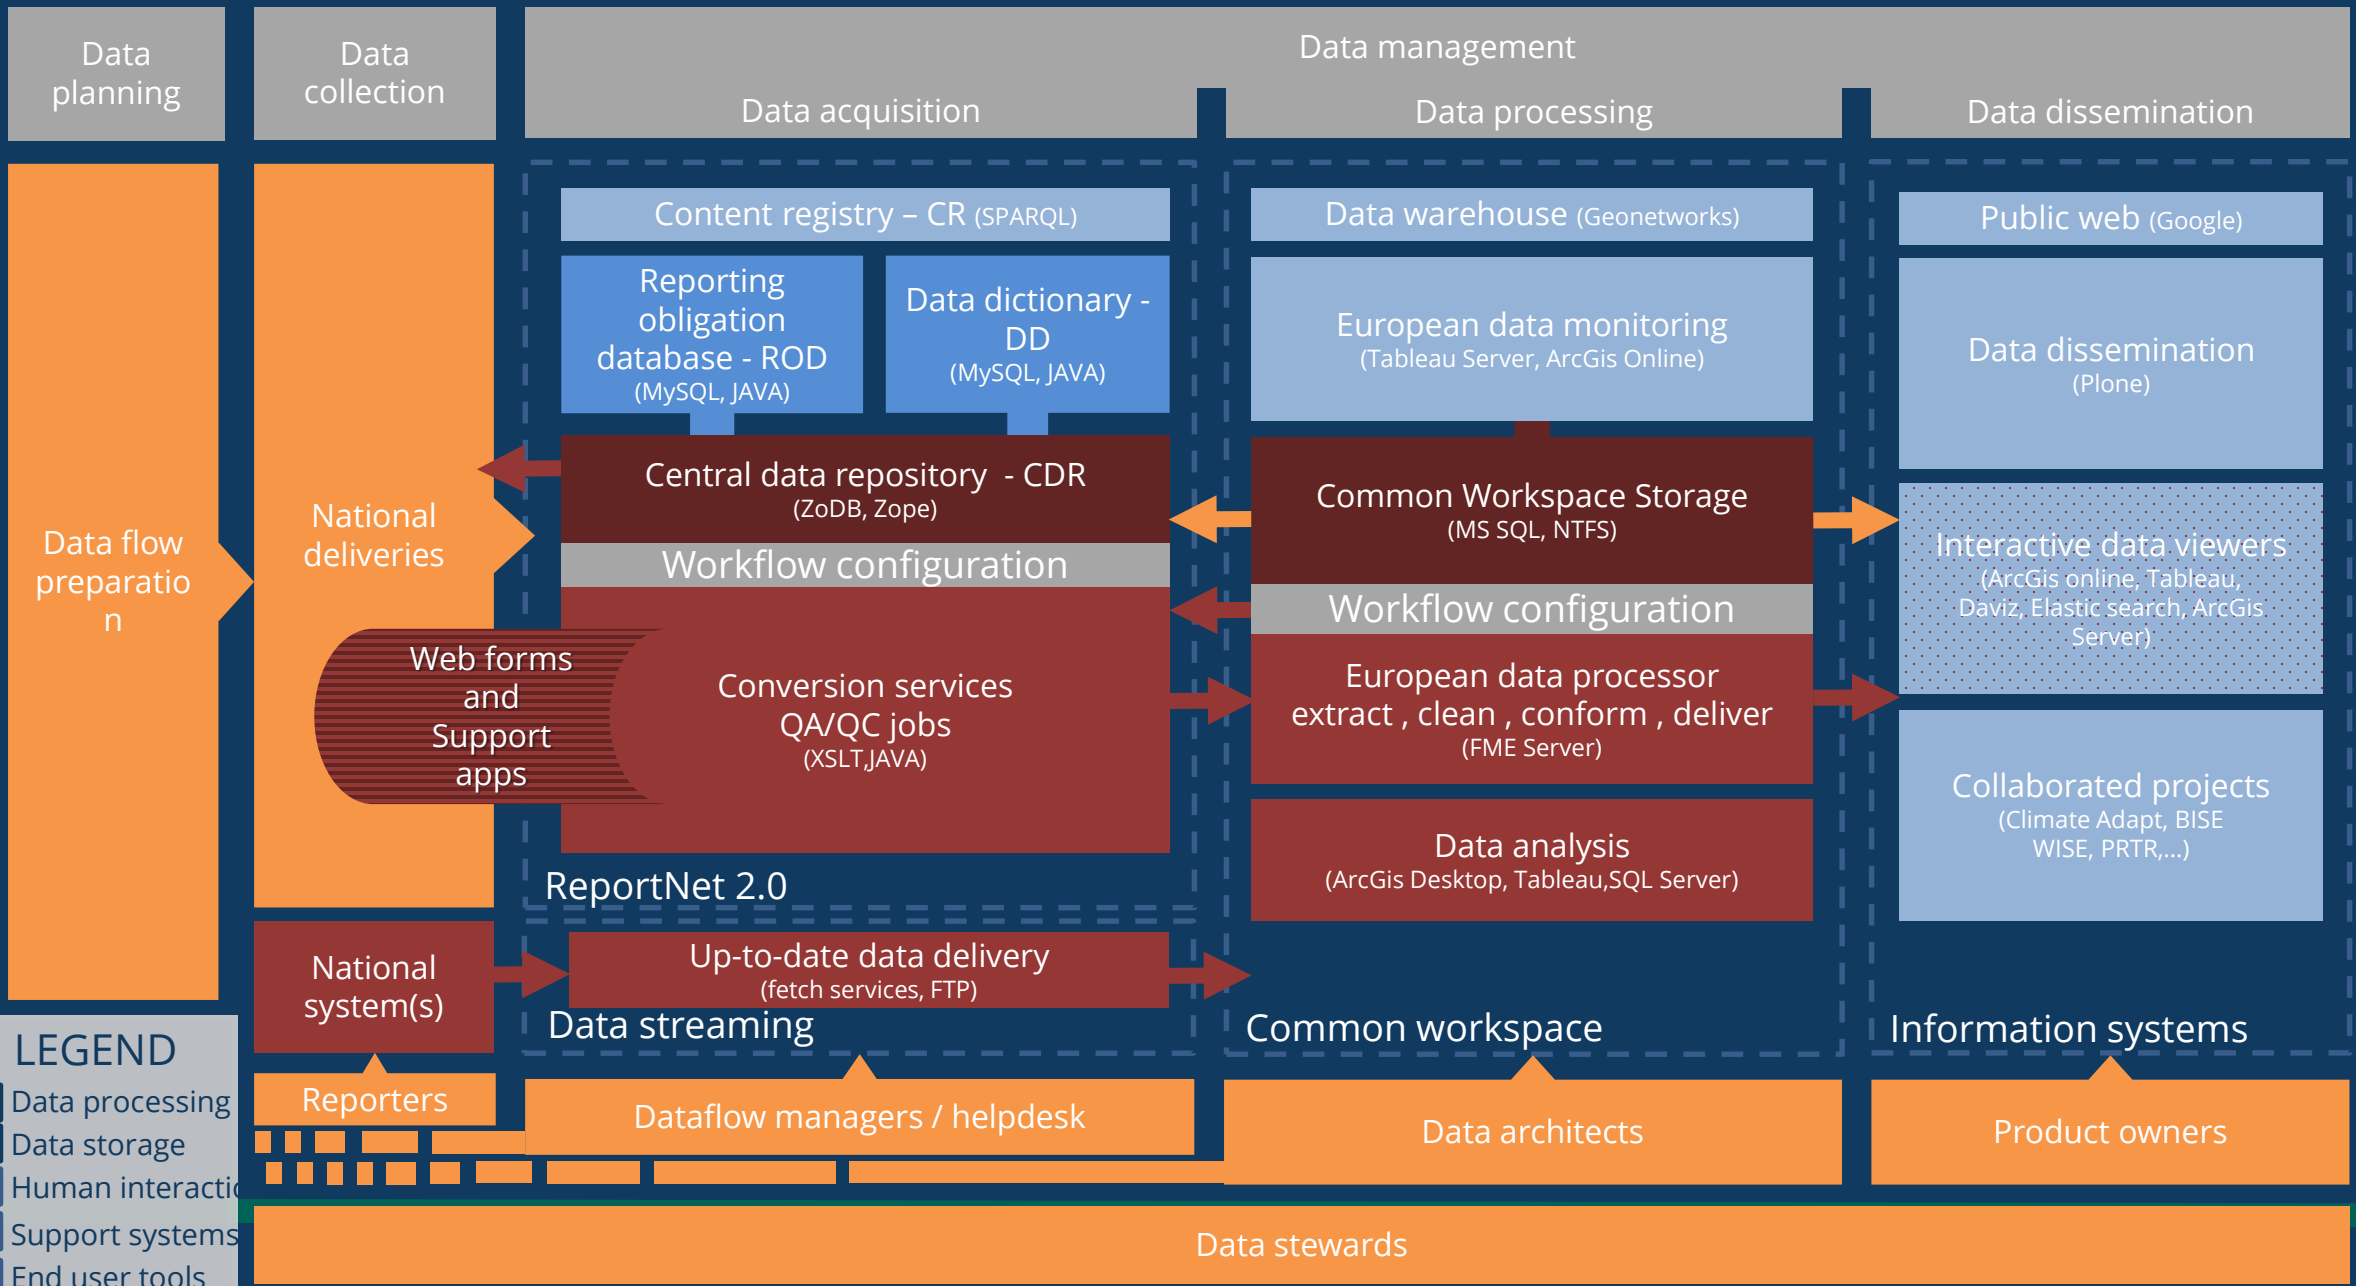 Data
planning
Data
collection
Data management
Data acquisition
Data processing
Data dissemination
Data flow
preparatio
n
National
deliveries
Content registry – CR (SPARQL)
Reporting
obligation
database - ROD
(MySQL, JAVA)
Data dictionary -
DD
(MySQL, JAVA)
Central data repository - CDR
(ZoDB, Zope)
Workflow configuration
Web forms
and
Support
apps
Conversion services
QA/QC jobs
(XSLT,JAVA)
ReportNet 2.0
Data warehouse (Geonetworks)
European data monitoring
(Tableau Server, ArcGis Online)
Common Workspace Storage
(MS SQL, NTFS)
Workflow configuration
European data processor
extract , clean , conform , deliver
(FME Server)
Data analysis
(ArcGis Desktop, Tableau,SQL Server)
Public web (Google)
Data dissemination
(Plone)
Interactive data viewers
(ArcGis online, Tableau,
Daviz, Elastic search, ArcGis
Server)
Collaborated projects
(Climate Adapt, BISE
WISE, PRTR,...)
National
system(s)
Up-to-date data delivery
(fetch services, FTP)
Data streaming
Common workspace
Information systems
LEGEND
Data processing
Data storage
Human interactio
Support systems
End user tools
Reporters
Dataflow managers / helpdesk
Data architects
Product owners
Data stewards